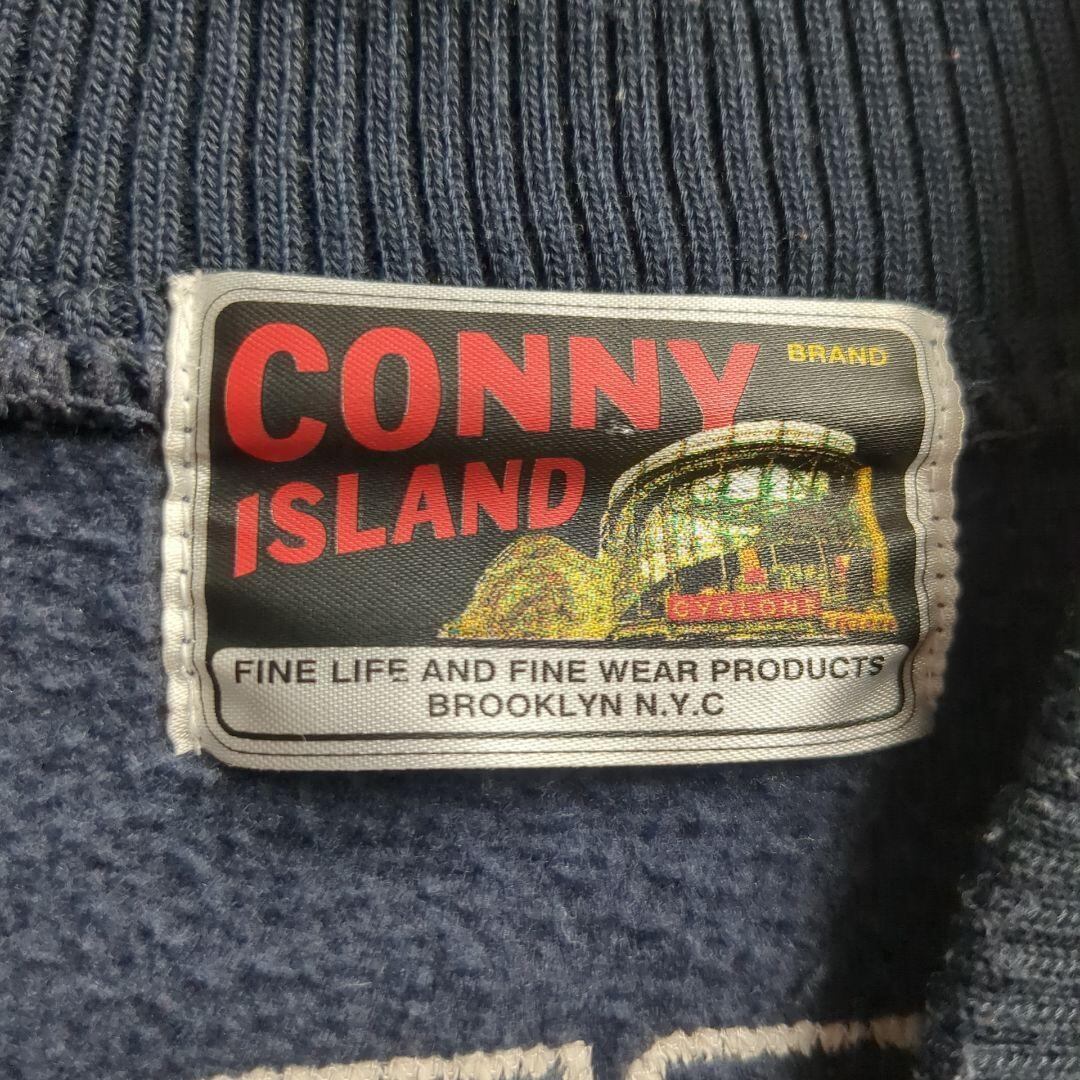 CONNY
BRAND
ISLAND
CYCLONE
FINE LIFE AND FINE WEAR PRODUCTS
BROOKLYN N.Y.C